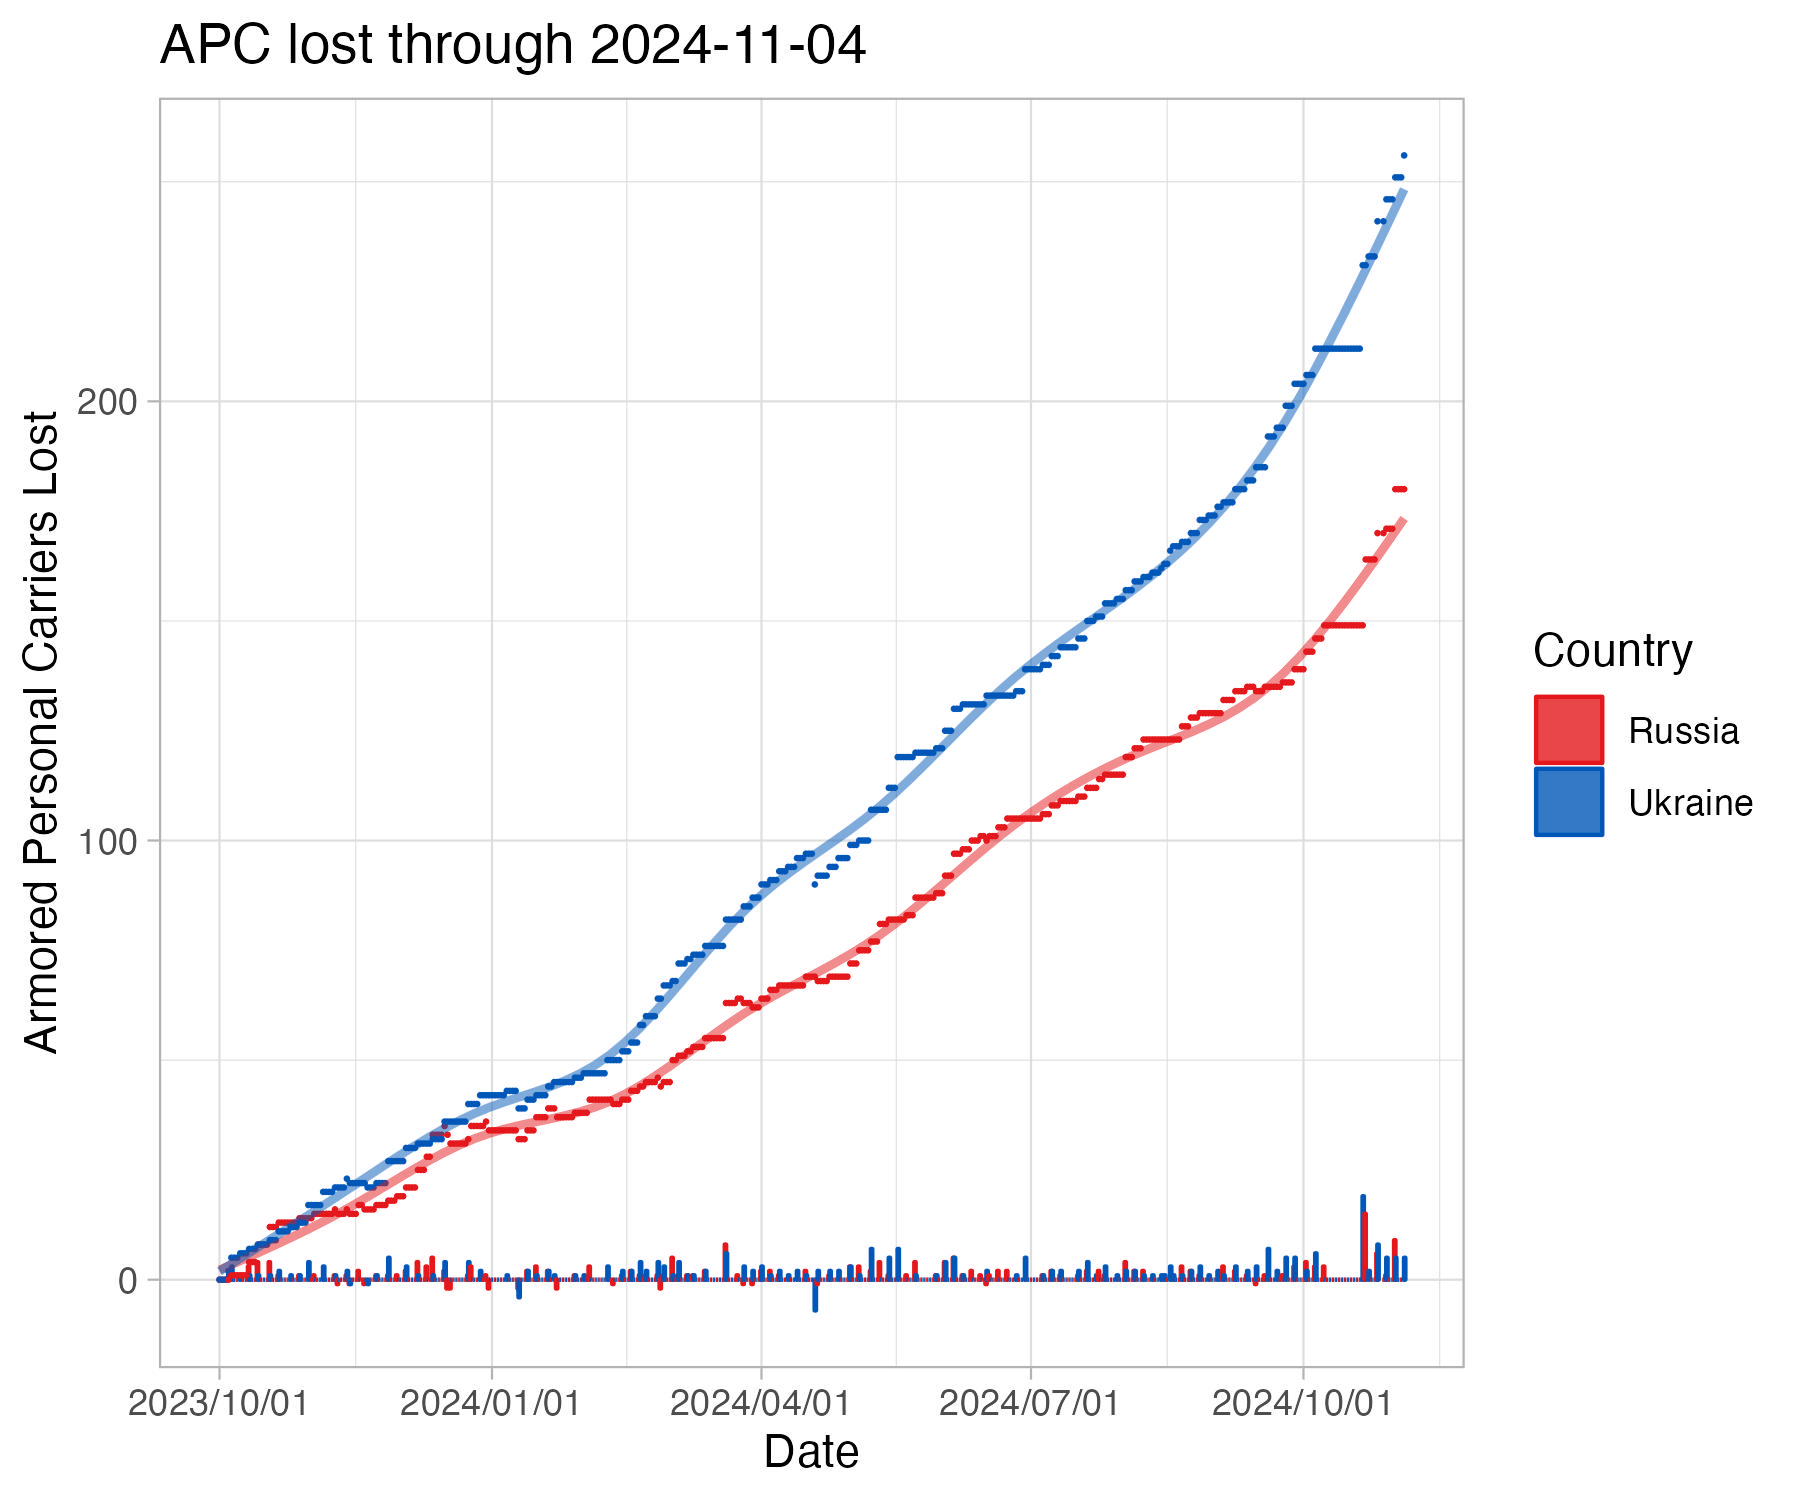 APC lost through 2024-11-04
Armored Personal Carriers Lost
200
100
0
2023/10/01
2024/01/01
2024/04/01
2024/07/01
2024/10/01
Date
Country
Russia
Ukraine